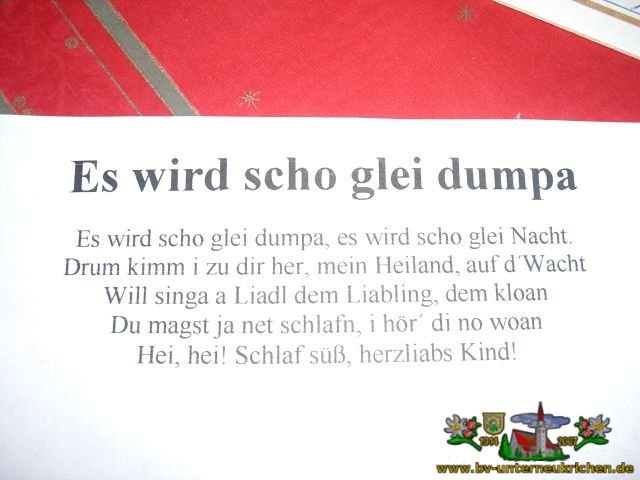 Es wird scho glei dumpa
Es wird scho glei dumpa, es wird scho glei Nacht.
Drum kimm i zu dir her, mein Heiland, auf d´Wacht
Will singa a Liadl dem Liabling, dem kloan
Du magst ja net schlafn, i hör´ di no woan
Hei, hei! Schlaf süß, herzliabs Kind!
1914 2007
www.bv-unterneukrichen.de